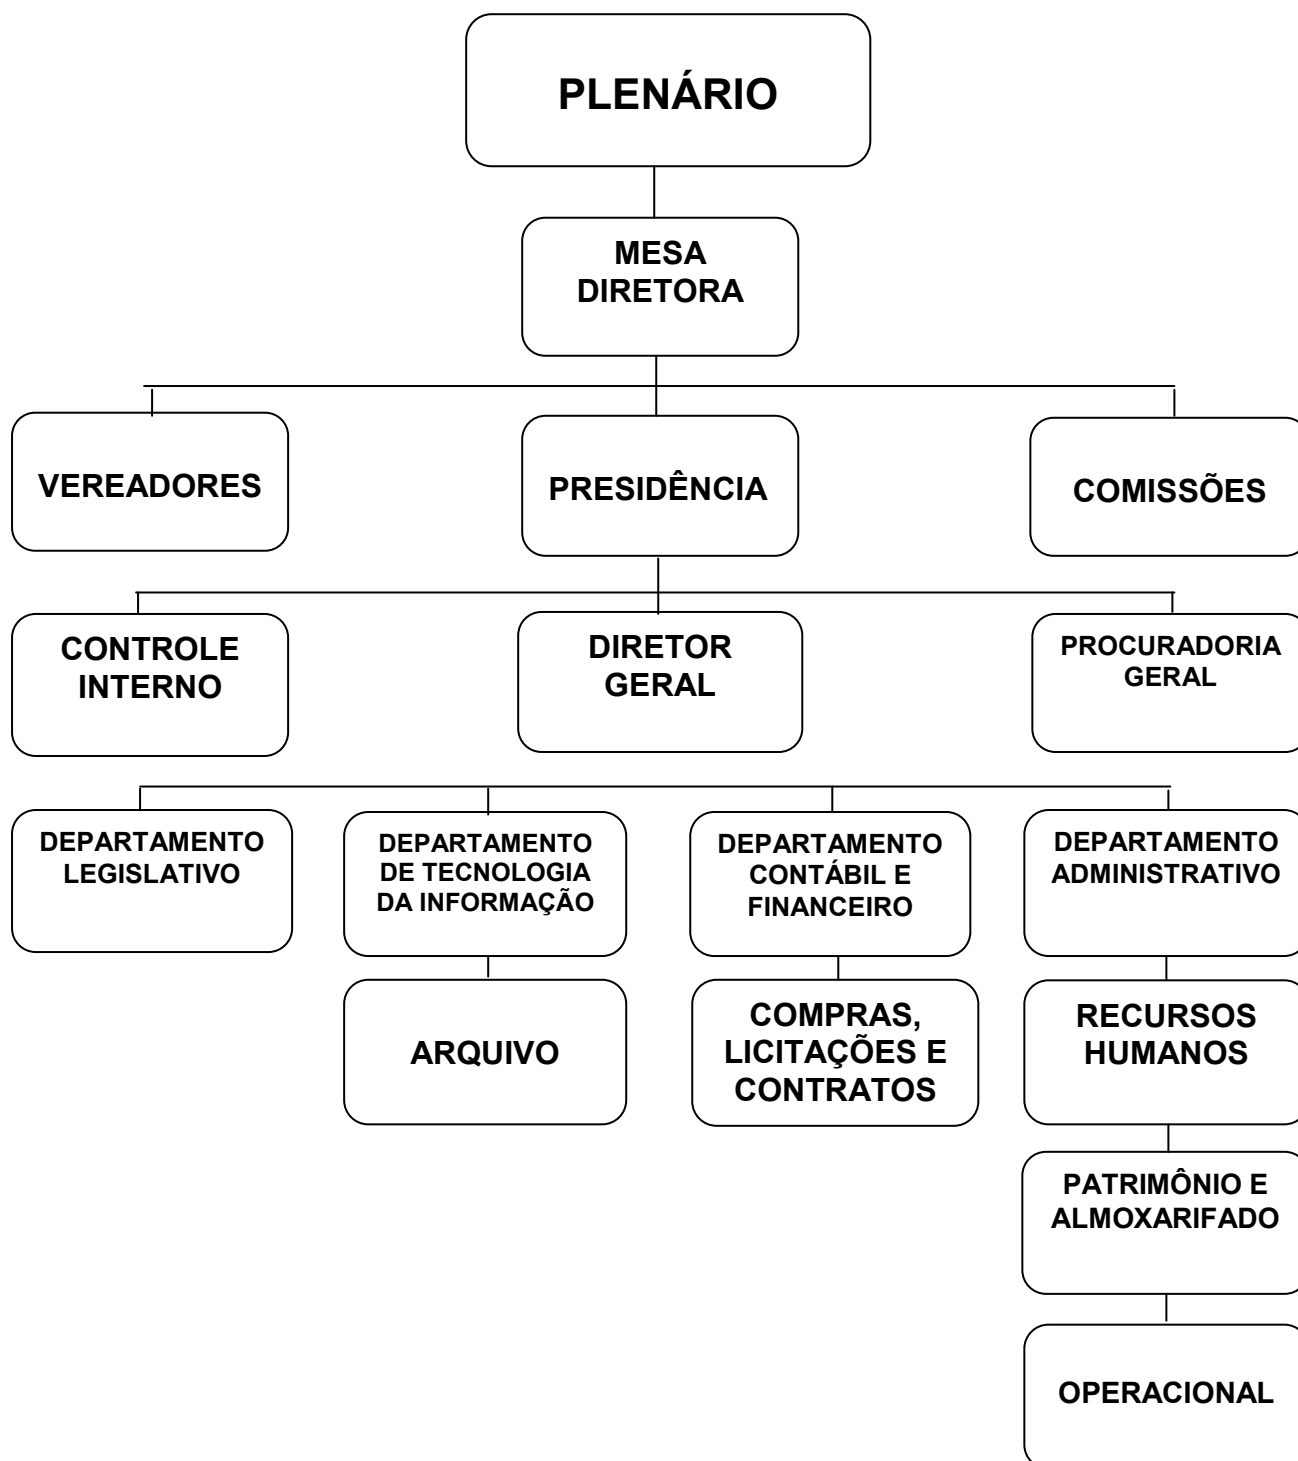 PLENÁRIO
MESA
DIRETORA
VEREADORES
PRESIDÊNCIA
COMISSÕES
CONTROLE
INTERNO
DIRETOR
GERAL
PROCURADORIA
GERAL
DEPARTAMENTO
LEGISLATIVO
DEPARTAMENTO
DE TECNOLOGIA
DA INFORMAÇÃO
DEPARTAMENTO
CONTÁBIL E
FINANCEIRO
DEPARTAMENTO
ADMINISTRATIVO
ARQUIVO
COMPRAS,
LICITAÇÕES E
CONTRATOS
RECURSOS
HUMANOS
PATRIMÔNIO E
ALMOXARIFADO
OPERACIONAL